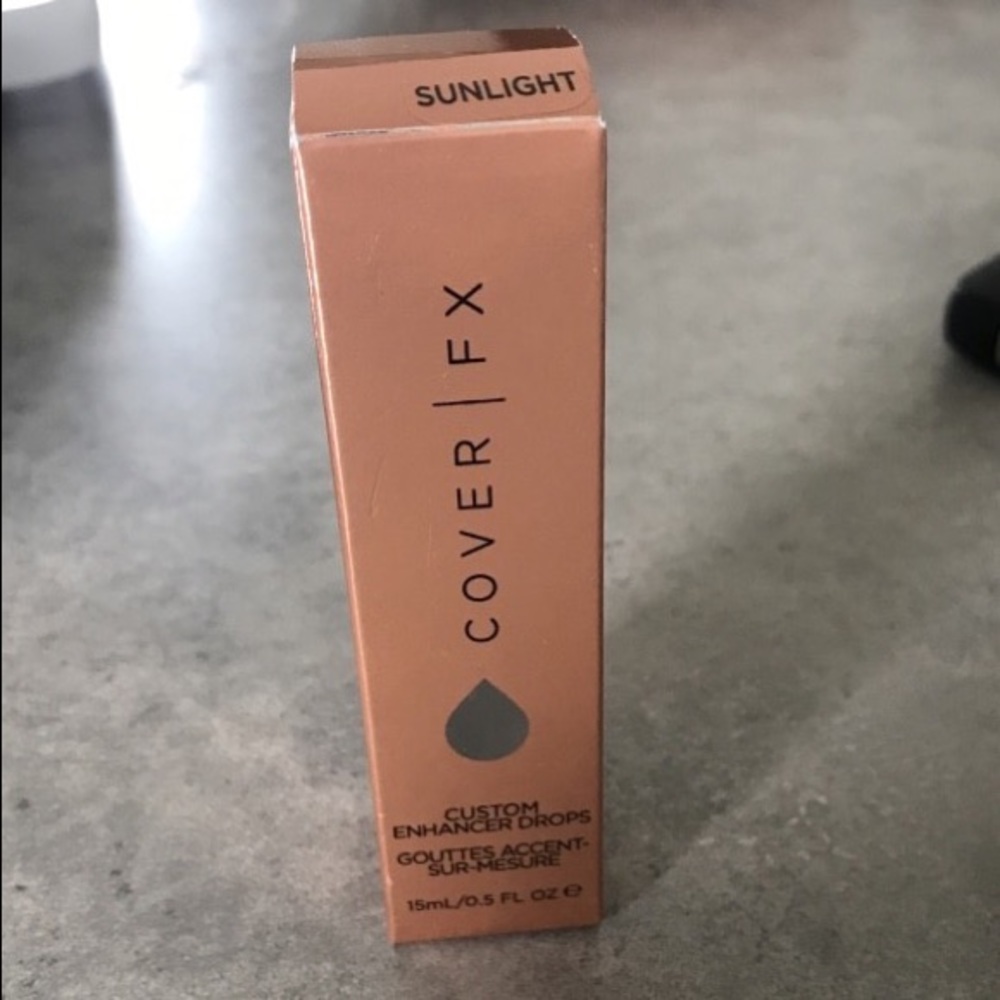 SUNLIGHT
COVER | FX
CUSTOM
ENHANCER DROPS
GOUTTES ACCENT-
SUR-MESURE
15mL/0.5 FL OZ ℮